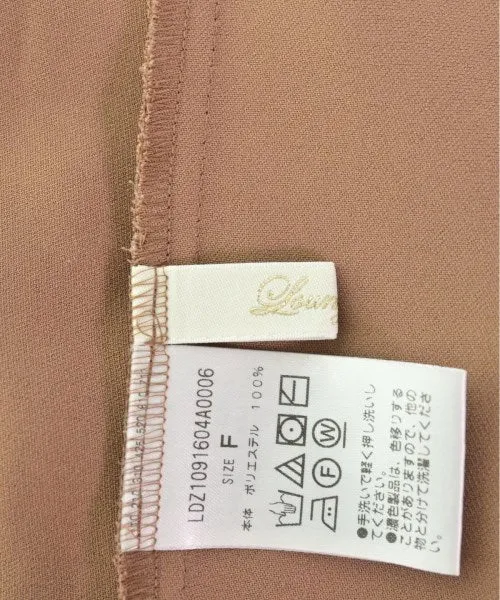 Loun
LDZ1091604A0006
SIZE F
本体 ポリエステル 100%
F W
●手洗いで軽く押し洗いし
てください。
●濃色製品は、色移りする
ことがありますので、他の
物と分けて洗濯してくださ
い。